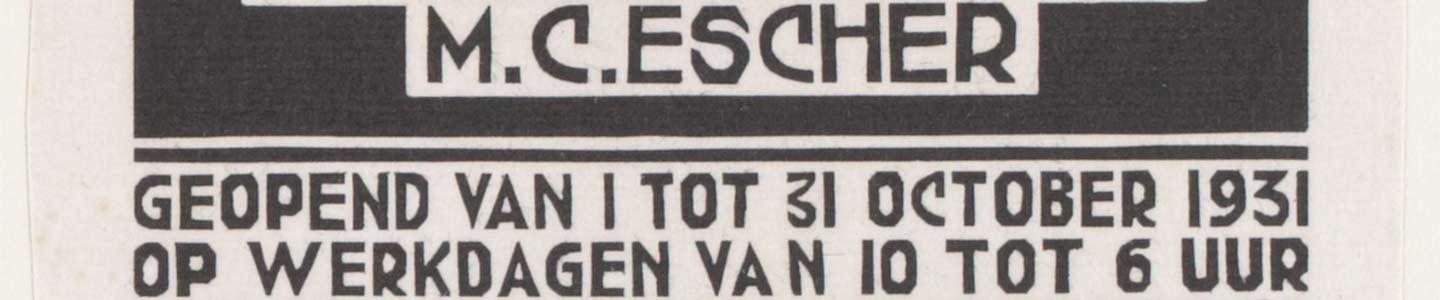 M.C.ESCHER
GEOPEND VAN 1 TOT 31 OCTOBER 1931
OP WERKDAGEN VAN 10 TOT 6 UUR